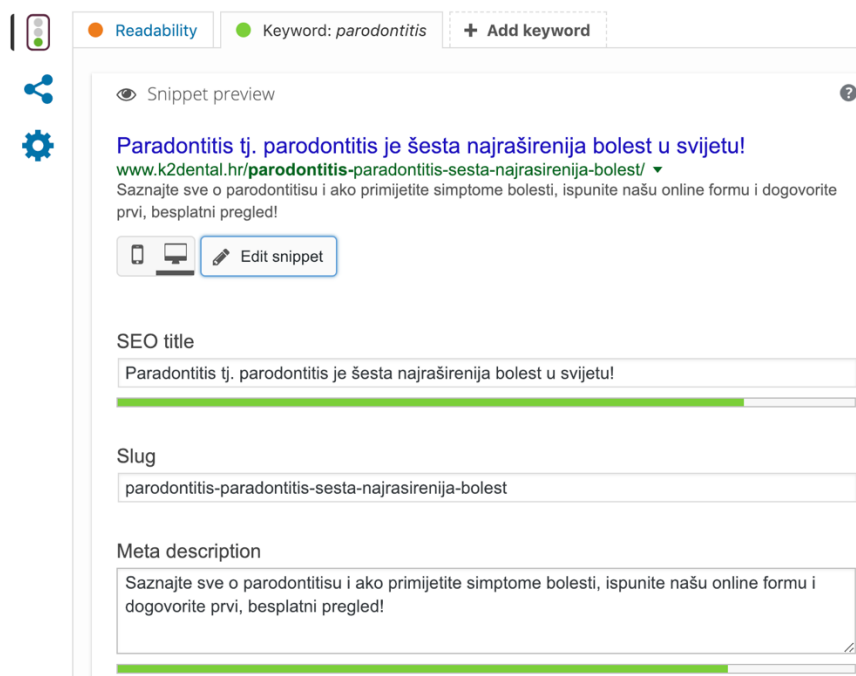 Readability
Keyword: parodontitis
+ Add keyword
Snippet preview
Paradontitis tj. parodontitis je šesta najraširenija bolest u svijetu!
www.k2dental.hr/parodontitis-paradontitis-sesta-najrasirenija-bolest/
Saznajte sve o parodontitisu i ako primijetite simptome bolesti, ispunite našu online formu i dogovorite
prvi, besplatni pregled!
Edit snippet
SEO title
Paradontitis tj. parodontitis je šesta najraširenija bolest u svijetu!
Slug
parodontitis-paradontitis-sesta-najrasirenija-bolest
Meta description
Saznajte sve o parodontitisu i ako primijetite simptome bolesti, ispunite našu online formu i
dogovorite prvi, besplatni pregled!